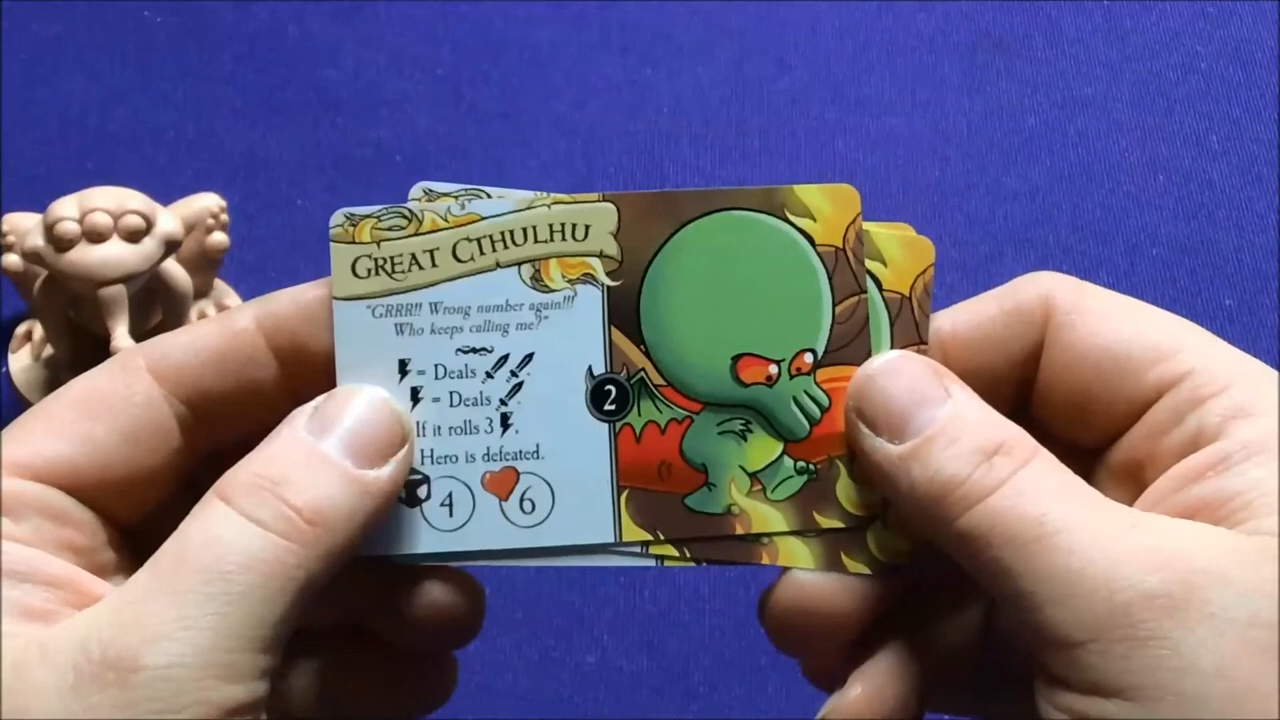 GREAT CTHULHU
"GRRR!! Wrong number again!!!
Who keeps calling me?"
= Deals
= Deals
If it rolls 3
Hero is defeated.
2
4
6